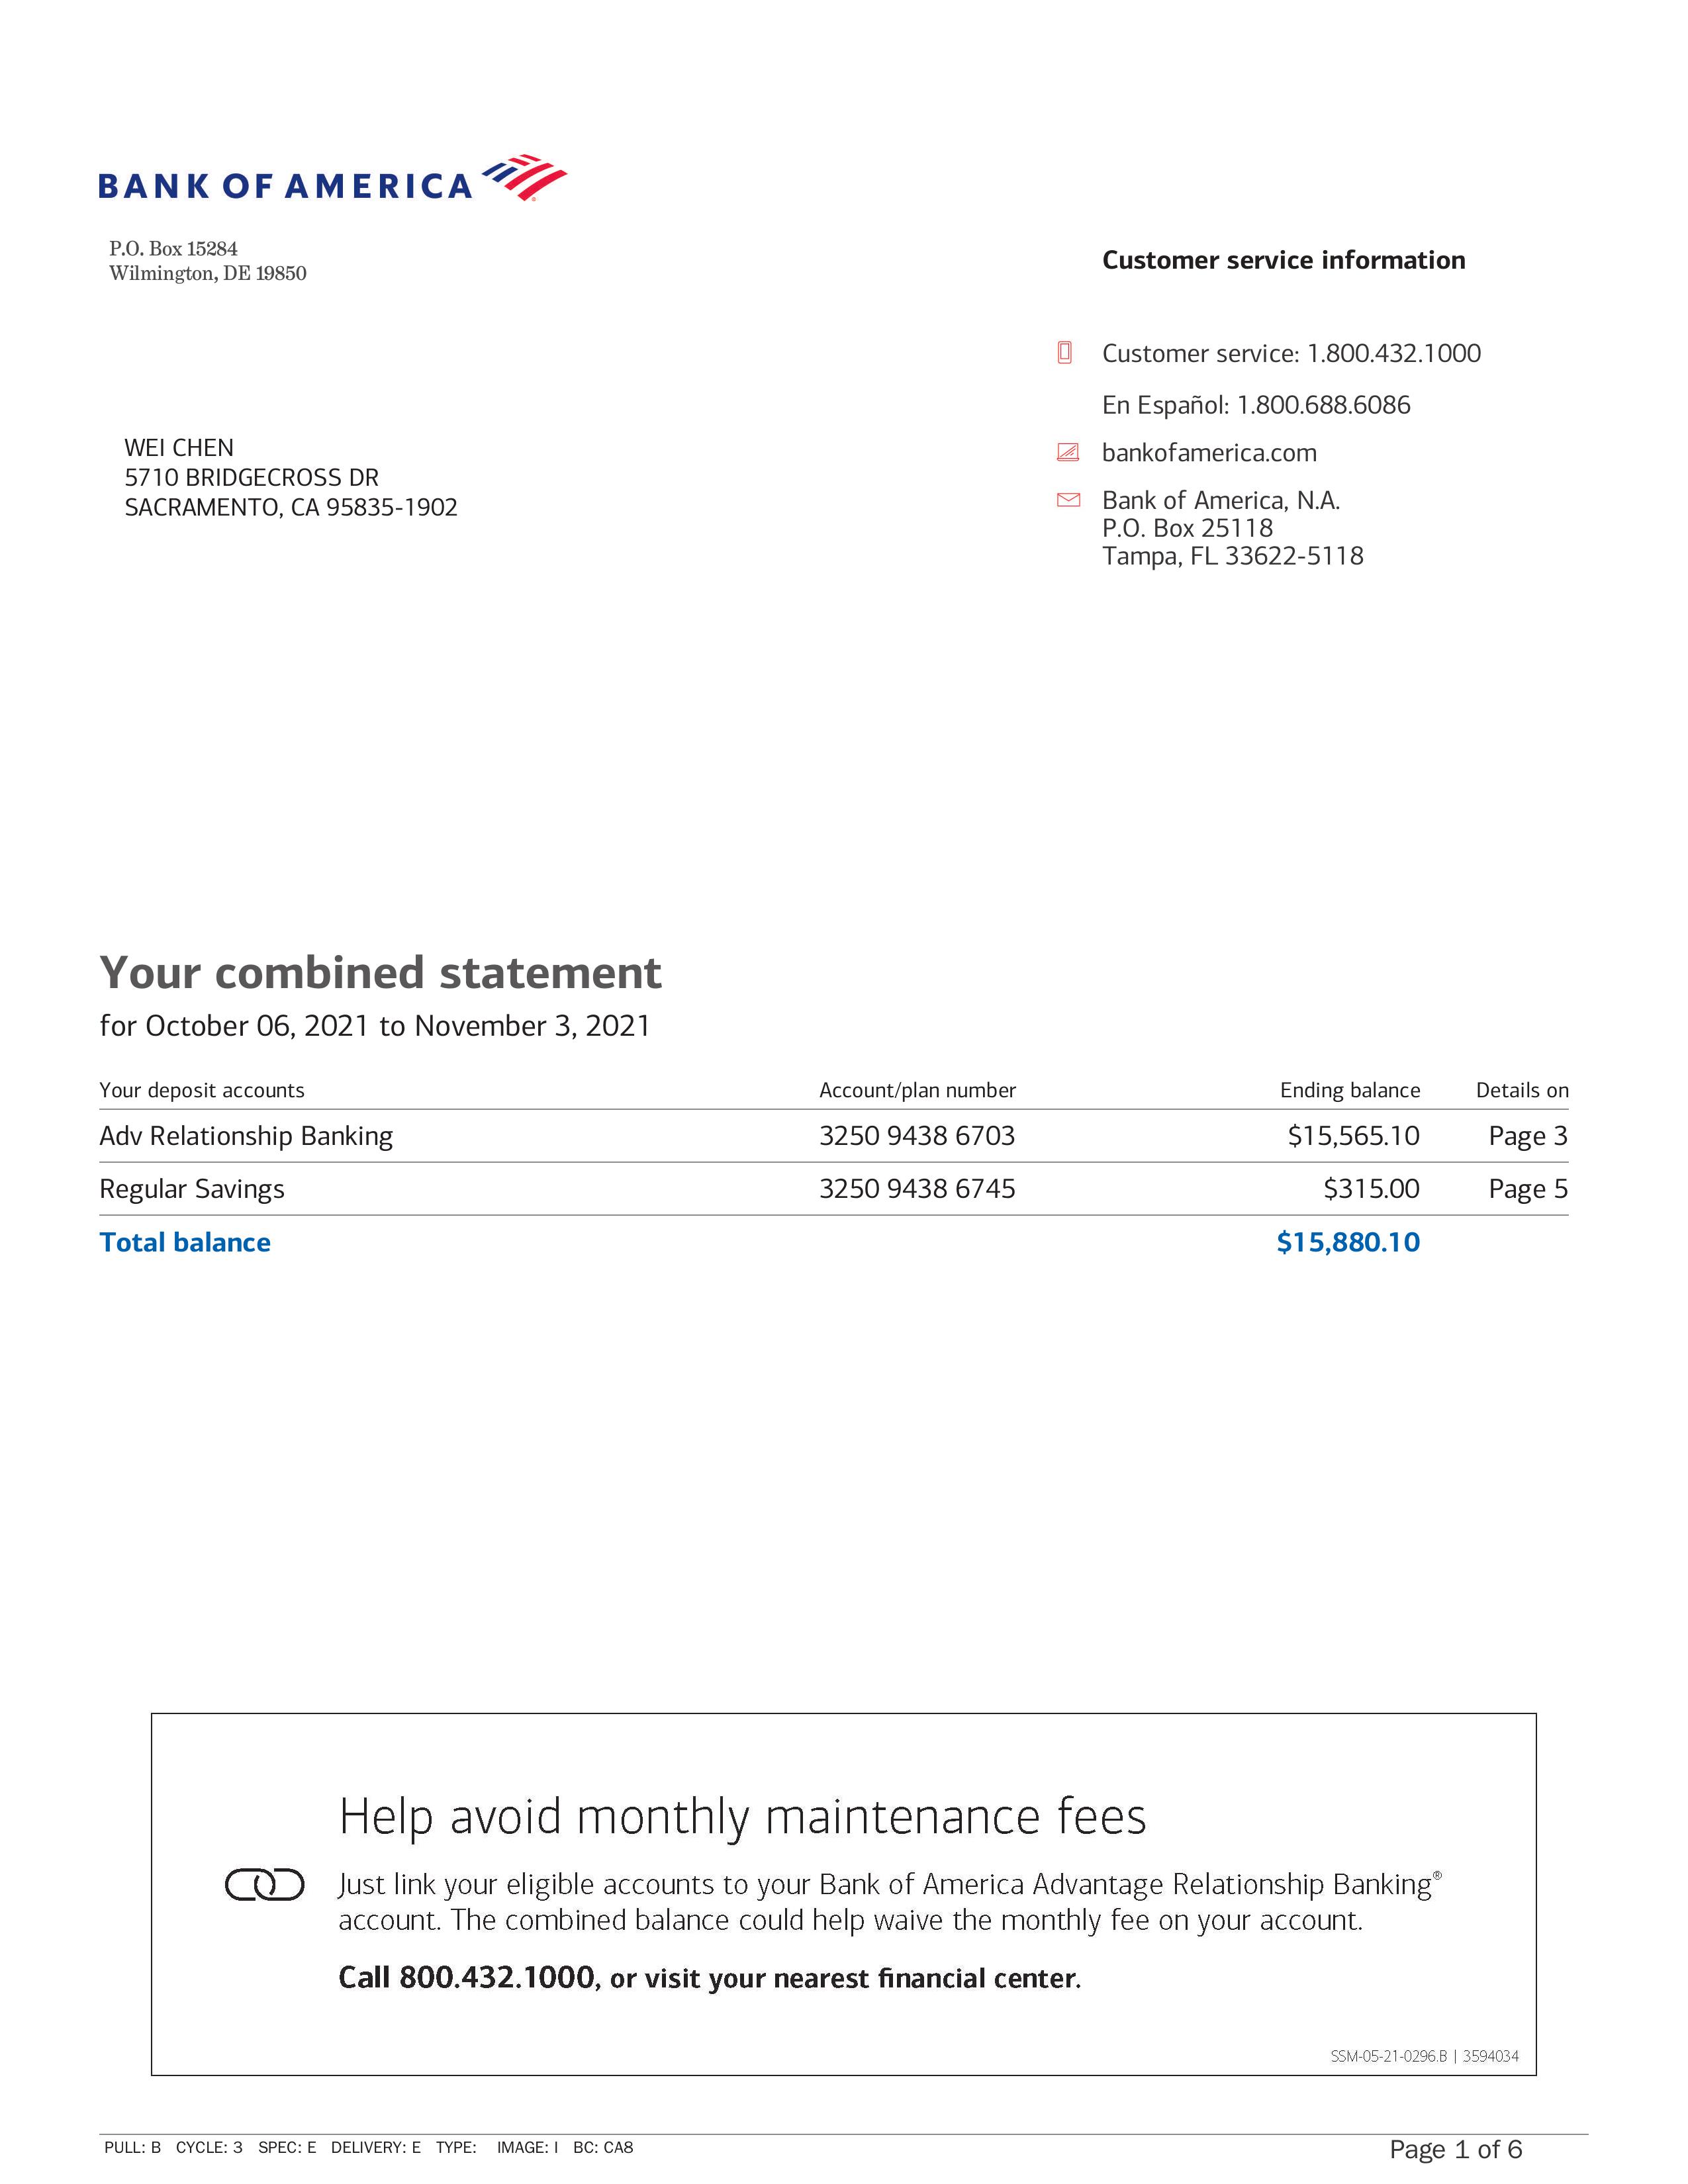 BANK OF AMERICA
P.O. Box 15284
Wilmington, DE 19850
Customer service information
Customer service: 1.800.432.1000
En Español: 1.800.688.6086
WEI CHEN
5710 BRIDGECROSS DR
SACRAMENTO, CA 95835-1902
bankofamerica.com
Bank of America, N.A.
P.O. Box 25118
Tampa, FL 33622-5118
Your combined statement
for October 06, 2021 to November 3, 2021
Your deposit accounts Account/plan number Ending balance Details on
Adv Relationship Banking 3250 9438 6703 $15,565.10 Page 3
Regular Savings 3250 9438 6745 $315.00 Page 5
Total balance $15,880.10
Help avoid monthly maintenance fees
Just link your eligible accounts to your Bank of America Advantage Relationship Banking®
account. The combined balance could help waive the monthly fee on your account.
Call 800.432.1000, or visit your nearest financial center.
SSM-05-21-0296.B | 3594034
PULL: B CYCLE: 3 SPEC: E DELIVERY: E TYPE: IMAGE: I BC: CA8
Page 1 of 6